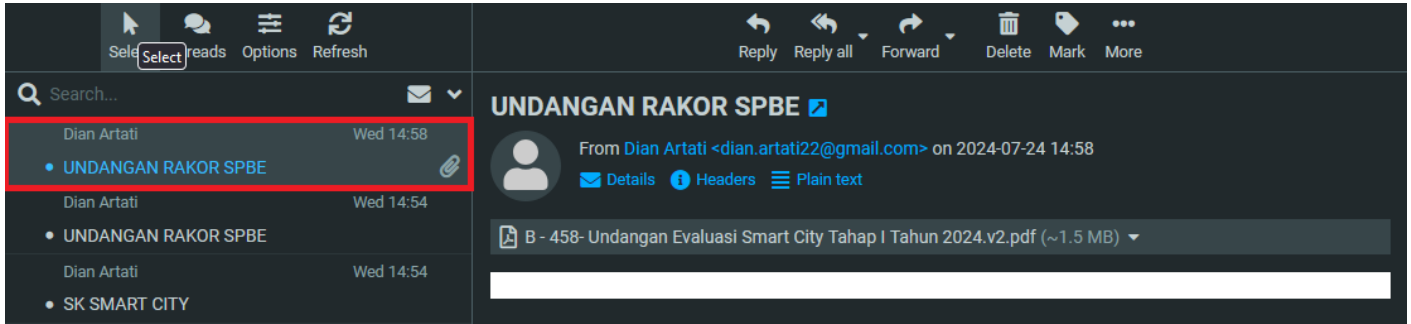 Select Threads Options Refresh
Select
Reply Reply all Forward Delete Mark More
Search...
Dian Artati Wed 14:58
• UNDANGAN RAKOR SPBE
Dian Artati Wed 14:54
• UNDANGAN RAKOR SPBE
Dian Artati Wed 14:54
• SK SMART CITY
UNDANGAN RAKOR SPBE
From Dian Artati <dian.artati22@gmail.com> on 2024-07-24 14:58
Details Headers Plain text
B - 458- Undangan Evaluasi Smart City Tahap I Tahun 2024.v2.pdf (~1.5 MB)